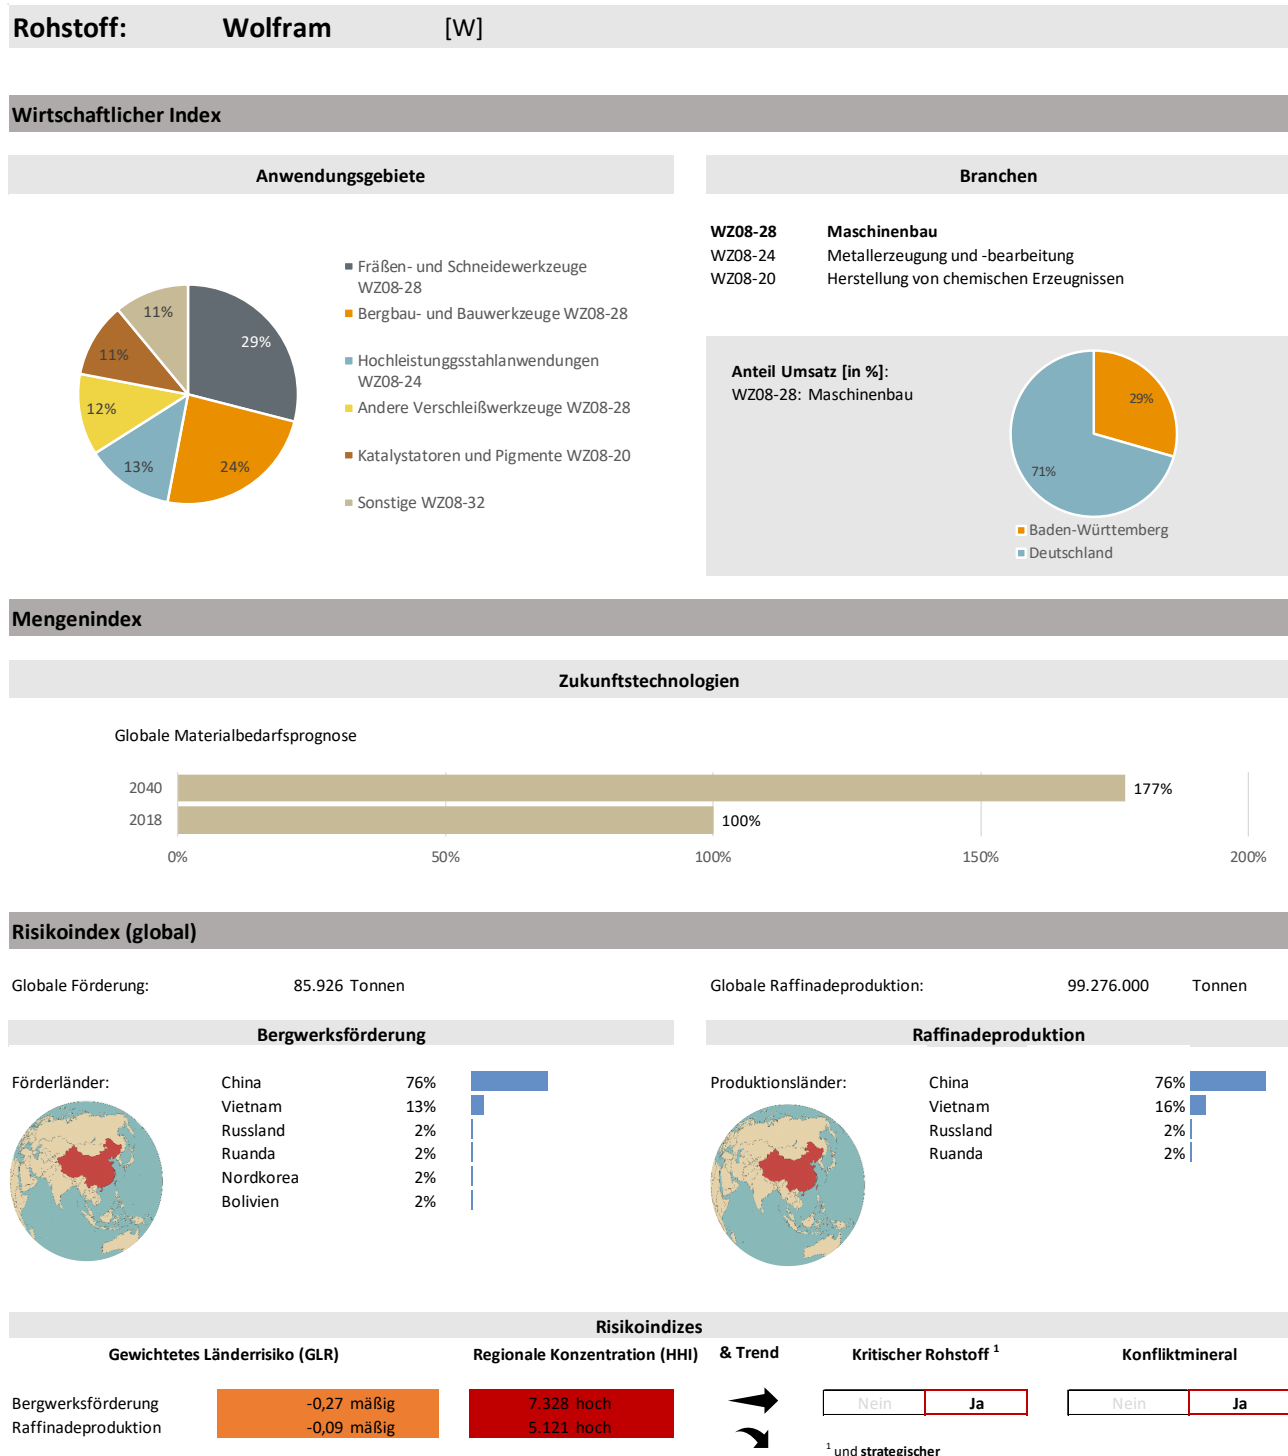 Rohstoff: Wolfram [W]
Wirtschaftlicher Index
Anwendungsgebiete
29%
24%
13%
12%
11%
11%
Fräßen- und Schneidewerkzeuge
WZ08-28
Bergbau- und Bauwerkzeuge WZ08-28
Hochleistunggsstahlanwendungen
WZ08-24
Andere Verschleißwerkzeuge WZ08-28
Katalystatoren und Pigmente WZ08-20
Sonstige WZ08-32
Branchen
WZ08-28 Maschinenbau
WZ08-24 Metallerzeugung und -bearbeitung
WZ08-20 Herstellung von chemischen Erzeugnissen
Anteil Umsatz [in %]:
WZ08-28: Maschinenbau
29%
71%
Baden-Württemberg
Deutschland
Mengenindex
Zukunftstechnologien
Globale Materialbedarfsprognose
2040 177%
2018 100%
0% 50% 100% 150% 200%
Risikoindex (global)
Globale Förderung: 85.926 Tonnen
Globale Raffinadeproduktion: 99.276.000 Tonnen
Bergwerksförderung
Förderländer: China 76%
Vietnam 13%
Russland 2%
Ruanda 2%
Nordkorea 2%
Bolivien 2%
Raffinadeproduktion
Produktionsländer: China 76%
Vietnam 16%
Russland 2%
Ruanda 2%
Risikoindizes
Gewichtetes Länderrisiko (GLR) Regionale Konzentration (HHI) & Trend Kritischer Rohstoff 1 Konfliktmineral
Bergwerksförderung -0,27 mäßig 7.328 hoch Nein Ja Nein Ja
Raffinadeproduktion -0,09 mäßig 5.121 hoch
1 und strategischer